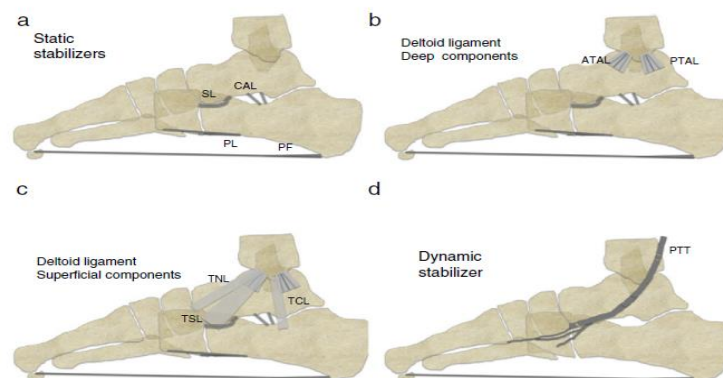 a
Static
stabilizers
SL
CAL
PL
PF
b
Deltoid ligament
Deep components
ATAL
PTAL
c
Deltoid ligament
Superficial components
TNL
TSL
TCL
d
Dynamic
stabilizer
PTT